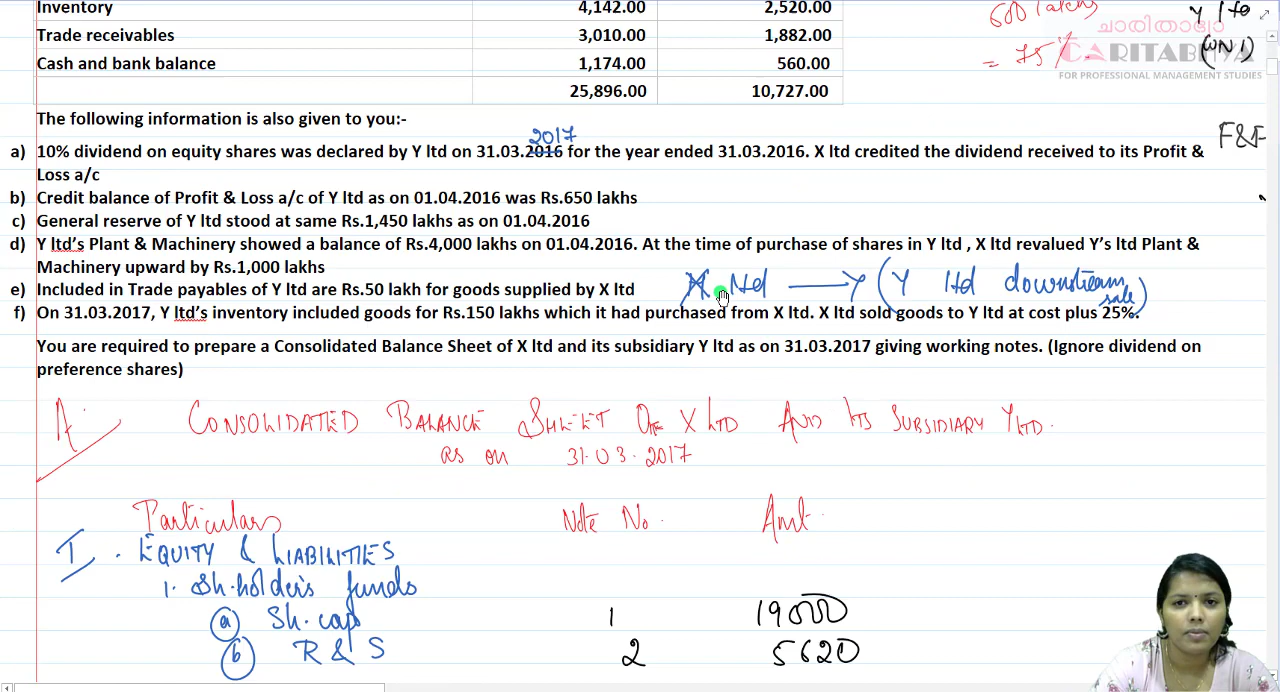 Inventory 4,142.00 2,520.00
600 lakhs
Y ltd
Trade receivables 3,010.00 1,882.00
ചാരിതാഭ്യാ
= 75%
CARITABHYA
(WN 1)
Cash and bank balance 1,174.00 560.00
FOR PROFESSIONAL MANAGEMENT STUDIES
25,896.00 10,727.00
The following information is also given to you:-
2017
F&F
a) 10% dividend on equity shares was declared by Y ltd on 31.03.2016 for the year ended 31.03.2016. X ltd credited the dividend received to its Profit &
Loss a/c
b) Credit balance of Profit & Loss a/c of Y ltd as on 01.04.2016 was Rs.650 lakhs
c) General reserve of Y ltd stood at same Rs.1,450 lakhs as on 01.04.2016
d) Y ltd's Plant & Machinery showed a balance of Rs.4,000 lakhs on 01.04.2016. At the time of purchase of shares in Y ltd , X ltd revalued Y's ltd Plant &
Machinery upward by Rs.1,000 lakhs
e) Included in Trade payables of Y ltd are Rs.50 lakh for goods supplied by X ltd
X ltd → Y (Y ltd downstream
sale)
f) On 31.03.2017, Y ltd's inventory included goods for Rs.150 lakhs which it had purchased from X ltd. X ltd sold goods to Y ltd at cost plus 25%.
You are required to prepare a Consolidated Balance Sheet of X ltd and its subsidiary Y ltd as on 31.03.2017 giving working notes. (Ignore dividend on
preference shares)
A: CONSOLIDATED BALANCE SHEET OF X LTD AND ITS SUBSIDIARY Y LTD.
as on 31.03.2017
Particulars Note No. Amt
I. EQUITY & LIABILITIES
1. Sh.holder's funds
(a) Sh. cap 1 19000
(b) R & S 2 5620